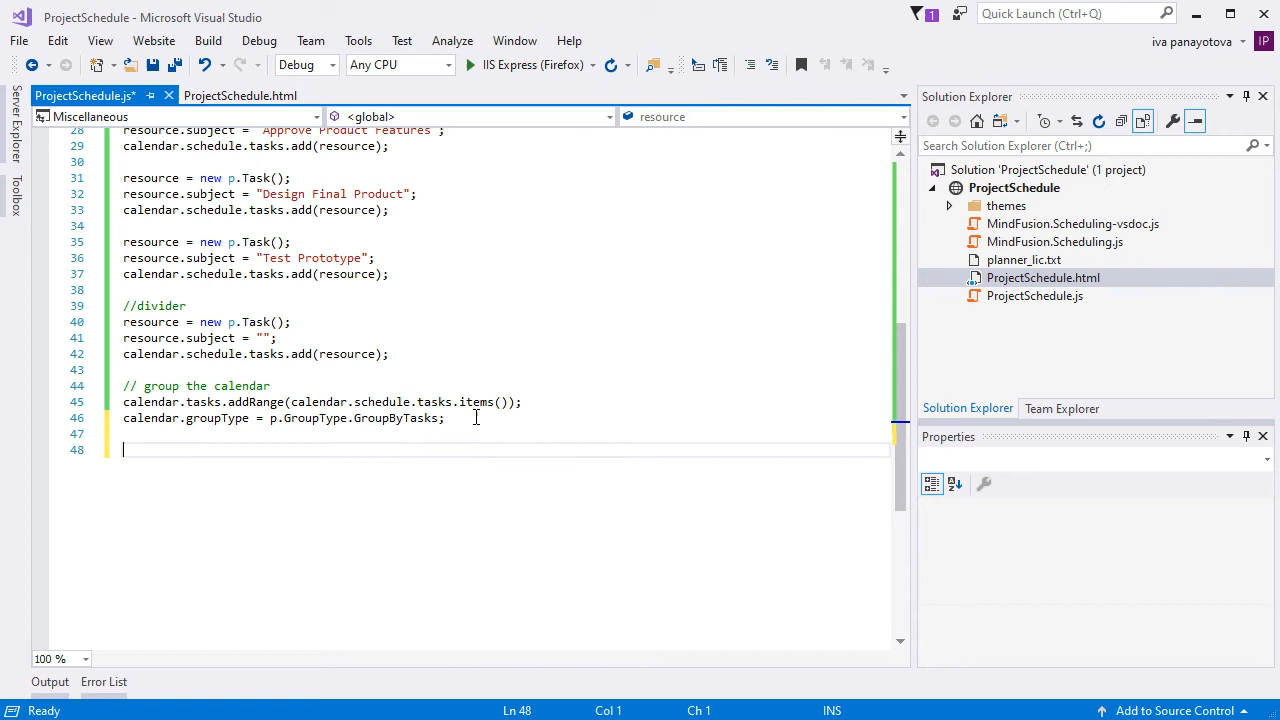 ProjectSchedule - Microsoft Visual Studio
1
Quick Launch (Ctrl+Q)
File Edit View Website Build Debug Team Tools Test Analyze Window Help
iva panayotova IP
Debug Any CPU IIS Express (Firefox)
Server Explorer
Toolbox
ProjectSchedule.js* ProjectSchedule.html
Miscellaneous <global> resource
28 resource.subject = "Approve Product Features";
29 calendar.schedule.tasks.add(resource);
30
31 resource = new p.Task();
32 resource.subject = "Design Final Product";
33 calendar.schedule.tasks.add(resource);
34
35 resource = new p.Task();
36 resource.subject = "Test Prototype";
37 calendar.schedule.tasks.add(resource);
38
39 //divider
40 resource = new p.Task();
41 resource.subject = "";
42 calendar.schedule.tasks.add(resource);
43
44 // group the calendar
45 calendar.tasks.addRange(calendar.schedule.tasks.items());
46 calendar.groupType = p.GroupType.GroupByTasks;
47
48
100 %
Output Error List
Solution Explorer
Search Solution Explorer (Ctrl+;)
Solution 'ProjectSchedule' (1 project)
ProjectSchedule
themes
MindFusion.Scheduling-vsdoc.js
MindFusion.Scheduling.js
planner_lic.txt
ProjectSchedule.html
ProjectSchedule.js
Solution Explorer Team Explorer
Properties
Ready Ln 48 Col 1 Ch 1 INS Add to Source Control